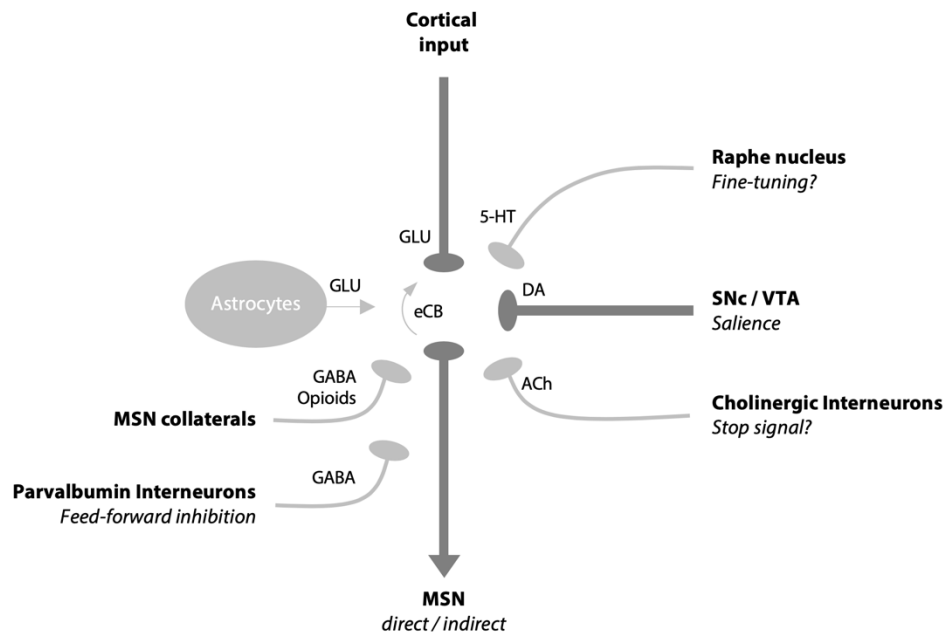 Cortical
input
Raphe nucleus
Fine-tuning?
5-HT
GLU
GLU
Astrocytes
eCB
DA
SNc / VTA
Salience
GABA
Opioids
MSN collaterals
ACh
Cholinergic Interneurons
Stop signal?
GABA
Parvalbumin Interneurons
Feed-forward inhibition
MSN
direct / indirect